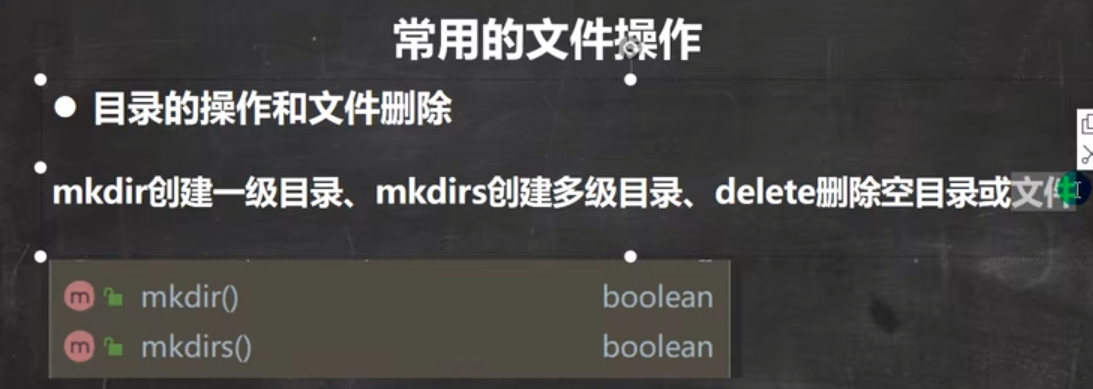 常用的文件操作
● 目录的操作和文件删除
mkdir创建一级目录、mkdirs创建多级目录、delete删除空目录或文件
m mkdir() boolean
m mkdirs() boolean